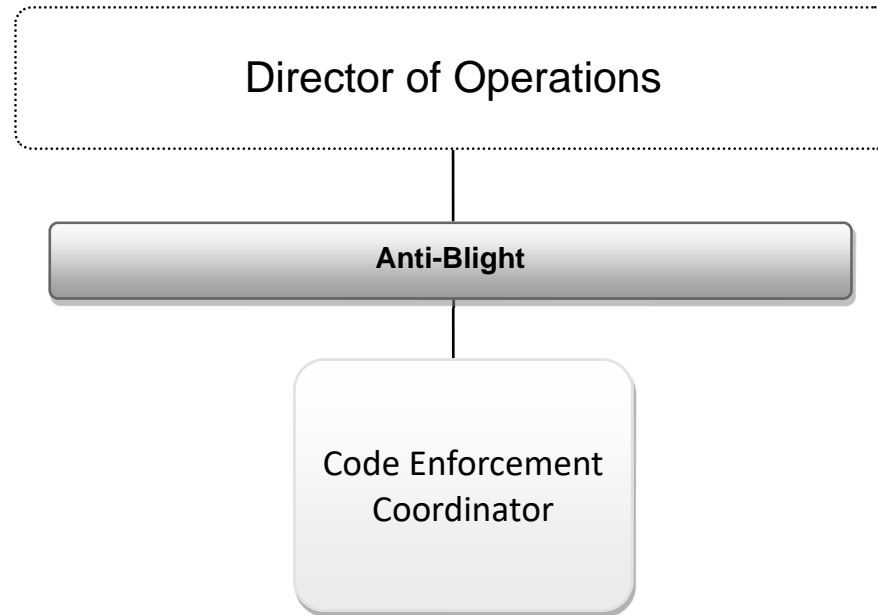 Director of Operations
Anti-Blight
Code Enforcement
Coordinator